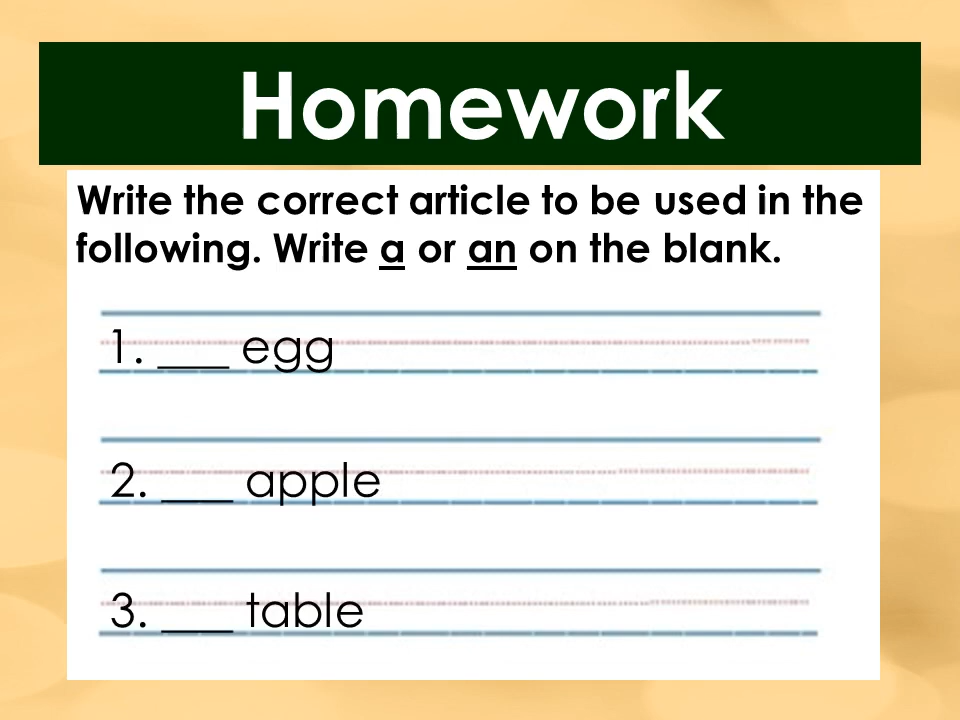 Homework
Write the correct article to be used in the
following. Write a or an on the blank.
1. ___ egg
2. ___ apple
3. ___ table